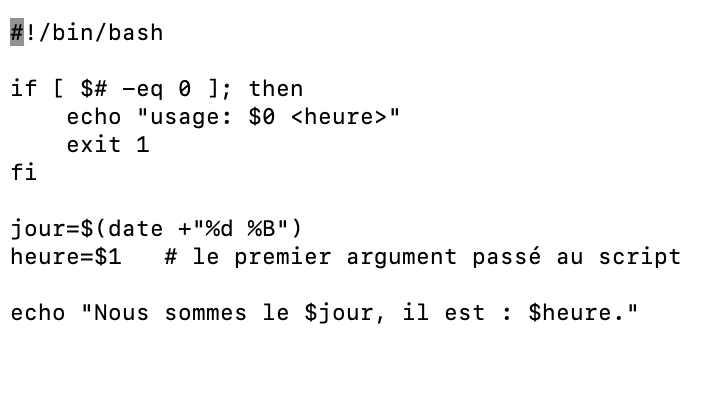 #!/bin/bash
if [ $# -eq 0 ]; then
echo "usage: $0 <heure>"
exit 1
fi
jour=$(date +"%d %B")
heure=$1   # le premier argument passé au script
echo "Nous sommes le $jour, il est : $heure."